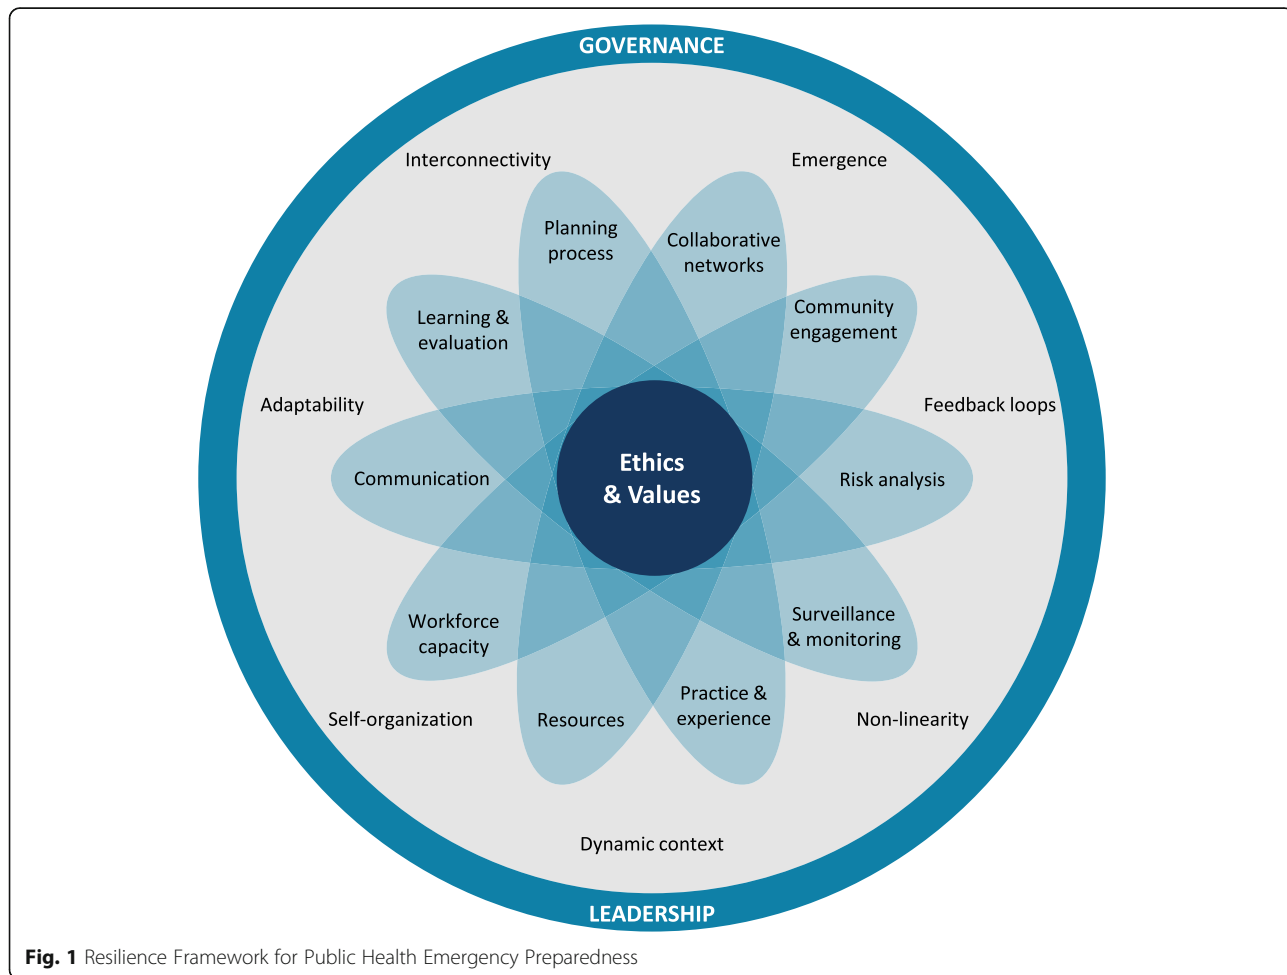 GOVERNANCE
Interconnectivity
Emergence
Planning
process
Collaborative
networks
Learning &
evaluation
Community
engagement
Adaptability
Feedback loops
Ethics
& Values
Communication
Risk analysis
Workforce
capacity
Surveillance
& monitoring
Self-organization
Resources
Practice &
experience
Non-linearity
Dynamic context
LEADERSHIP
Fig. 1 Resilience Framework for Public Health Emergency Preparedness